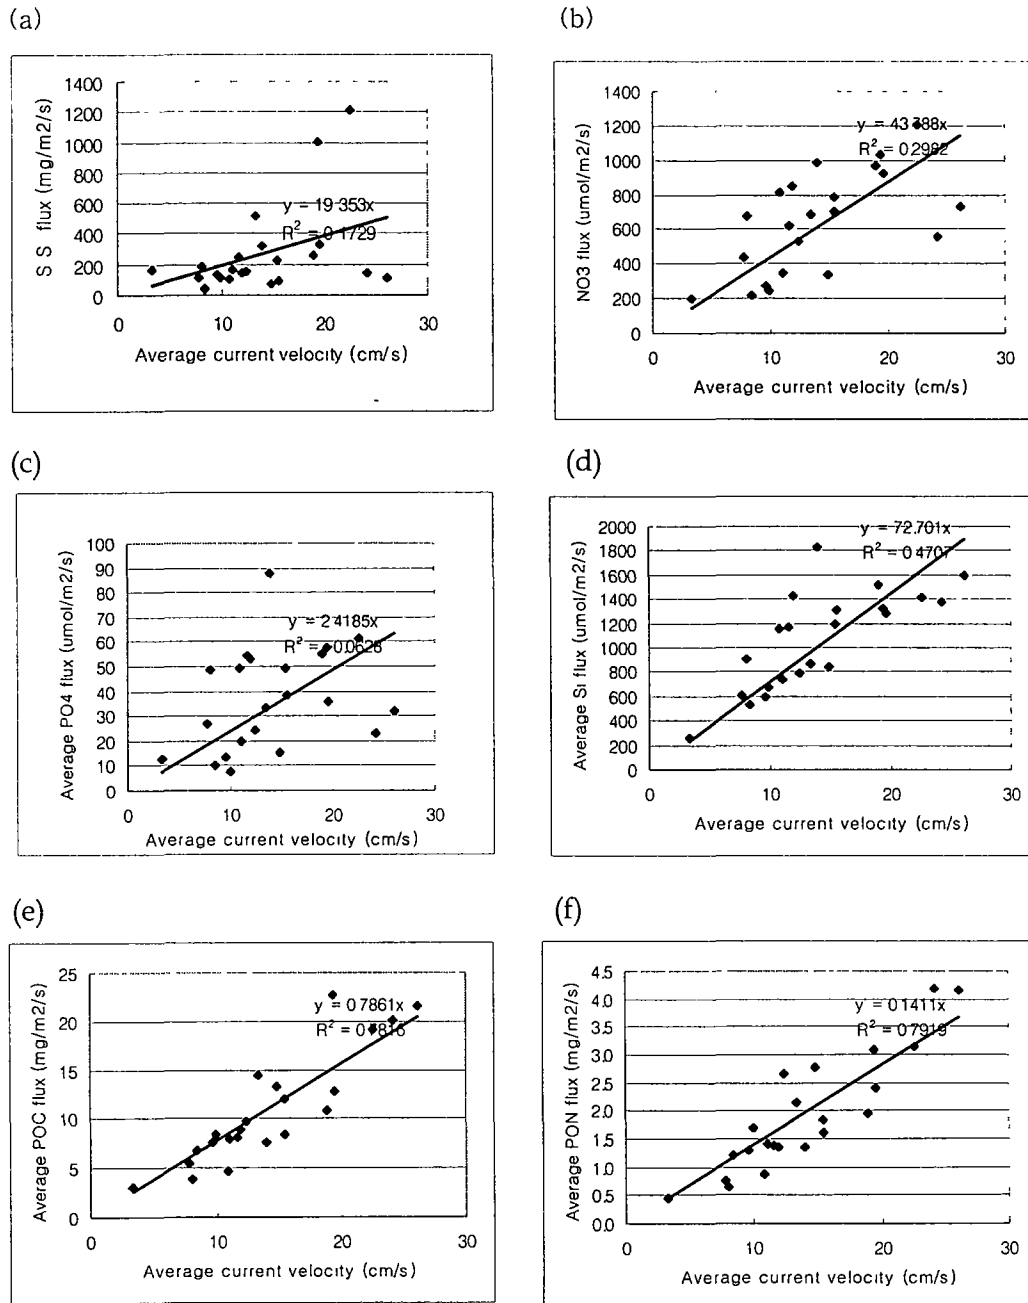 (a)
(b)
1400
1200
1000
800
600
400
200
0
S S flux (mg/m2/s)
y = 19 353x
R² = 0.1729
0 10 20 30
Average current velocity (cm/s)
1400
1200
1000
800
600
400
200
0
NO3 flux (umol/m2/s)
y = 43 388x
R² = 0.2982
0 10 20 30
Average current velocity (cm/s)
(c)
(d)
100
90
80
70
60
50
40
30
20
10
0
Average PO4 flux (umol/m2/s)
y = 2 4185x
R² = 0.0628
0 10 20 30
Average current velocity (cm/s)
2000
1800
1600
1400
1200
1000
800
600
400
200
0
Average Si flux (umol/m2/s)
y = 72.701x
R² = 0.4707
0 10 20 30
Average current velocity (cm/s)
(e)
(f)
25
20
15
10
5
0
Average POC flux (mg/m2/s)
y = 0 7861x
R² =
0 10 20 30
Average current velocity (cm/s)
4.5
4.0
3.5
3.0
2.5
2.0
1.5
1.0
0.5
0.0
Average PON flux (mg/m2/s)
y = 0 1411x
R² = 0.7919
0 10 20 30
Average current velocity (cm/s)